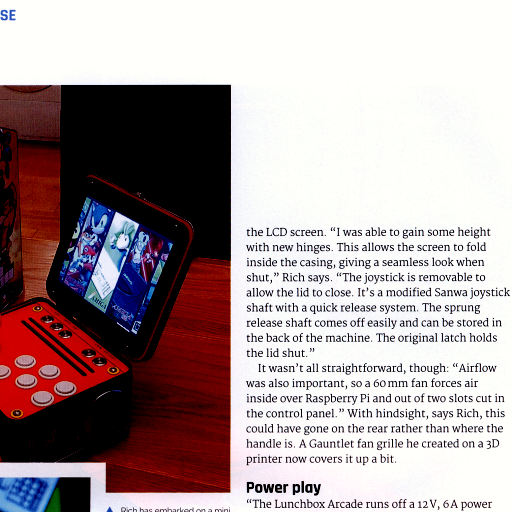 SE
the LCD screen. “I was able to gain some height
with new hinges. This allows the screen to fold
inside the casing, giving a seamless look when
shut,” Rich says. “The joystick is removable to
allow the lid to close. It’s a modified Sanwa joystick
shaft with a quick release system. The sprung
release shaft comes off easily and can be stored in
the back of the machine. The original latch holds
the lid shut.”
It wasn’t all straightforward, though: “Airflow
was also important, so a 60 mm fan forces air
inside over Raspberry Pi and out of two slots cut in
the control panel.” With hindsight, says Rich, this
could have gone on the rear rather than where the
handle is. A Gauntlet fan grille he created on a 3D
printer now covers it up a bit.
Power play
“The Lunchbox Arcade runs off a 12 V, 6 A power
Rich has embarked on a mini